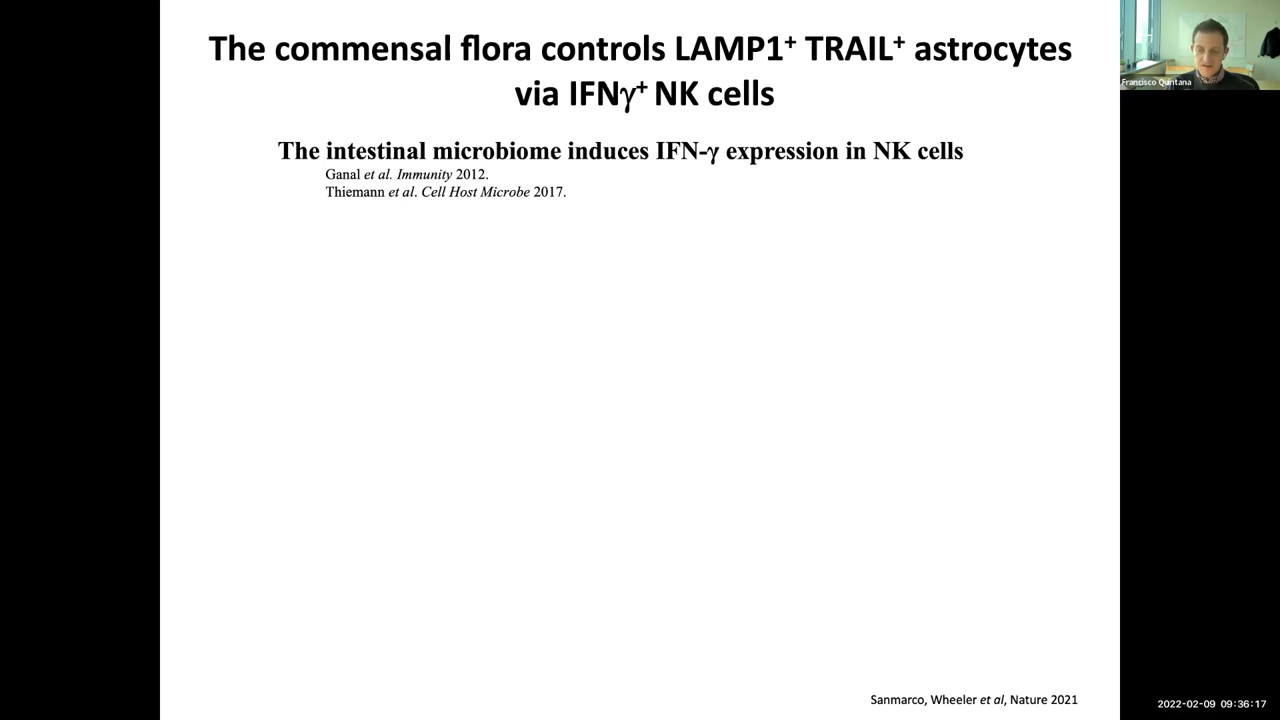 The commensal flora controls LAMP1⁺ TRAIL⁺ astrocytes
via IFNγ⁺ NK cells
Francisco Quintana
The intestinal microbiome induces IFN-γ expression in NK cells
Ganal et al. Immunity 2012.
Thiemann et al. Cell Host Microbe 2017.
Sanmarco, Wheeler et al, Nature 2021
2022-02-09 09:36:17